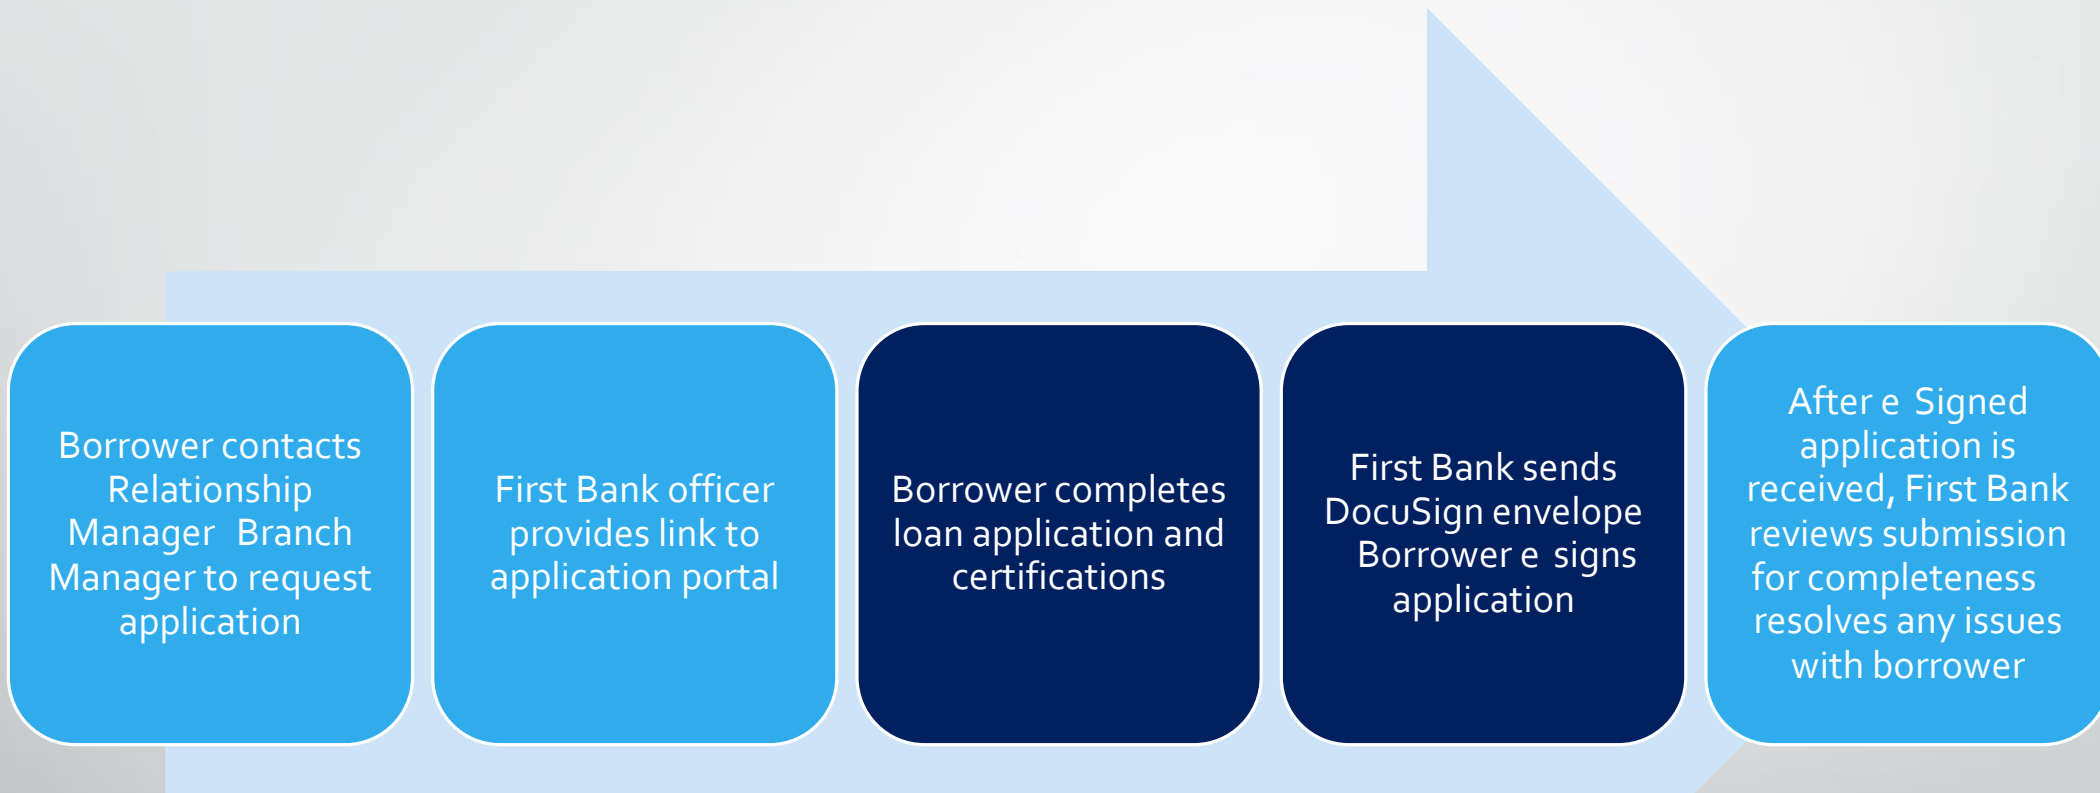 Borrower contacts
Relationship
Manager Branch
Manager to request
application
First Bank officer
provides link to
application portal
Borrower completes
loan application and
certifications
First Bank sends
DocuSign envelope
Borrower e signs
application
After e Signed
application is
received, First Bank
reviews submission
for completeness
resolves any issues
with borrower